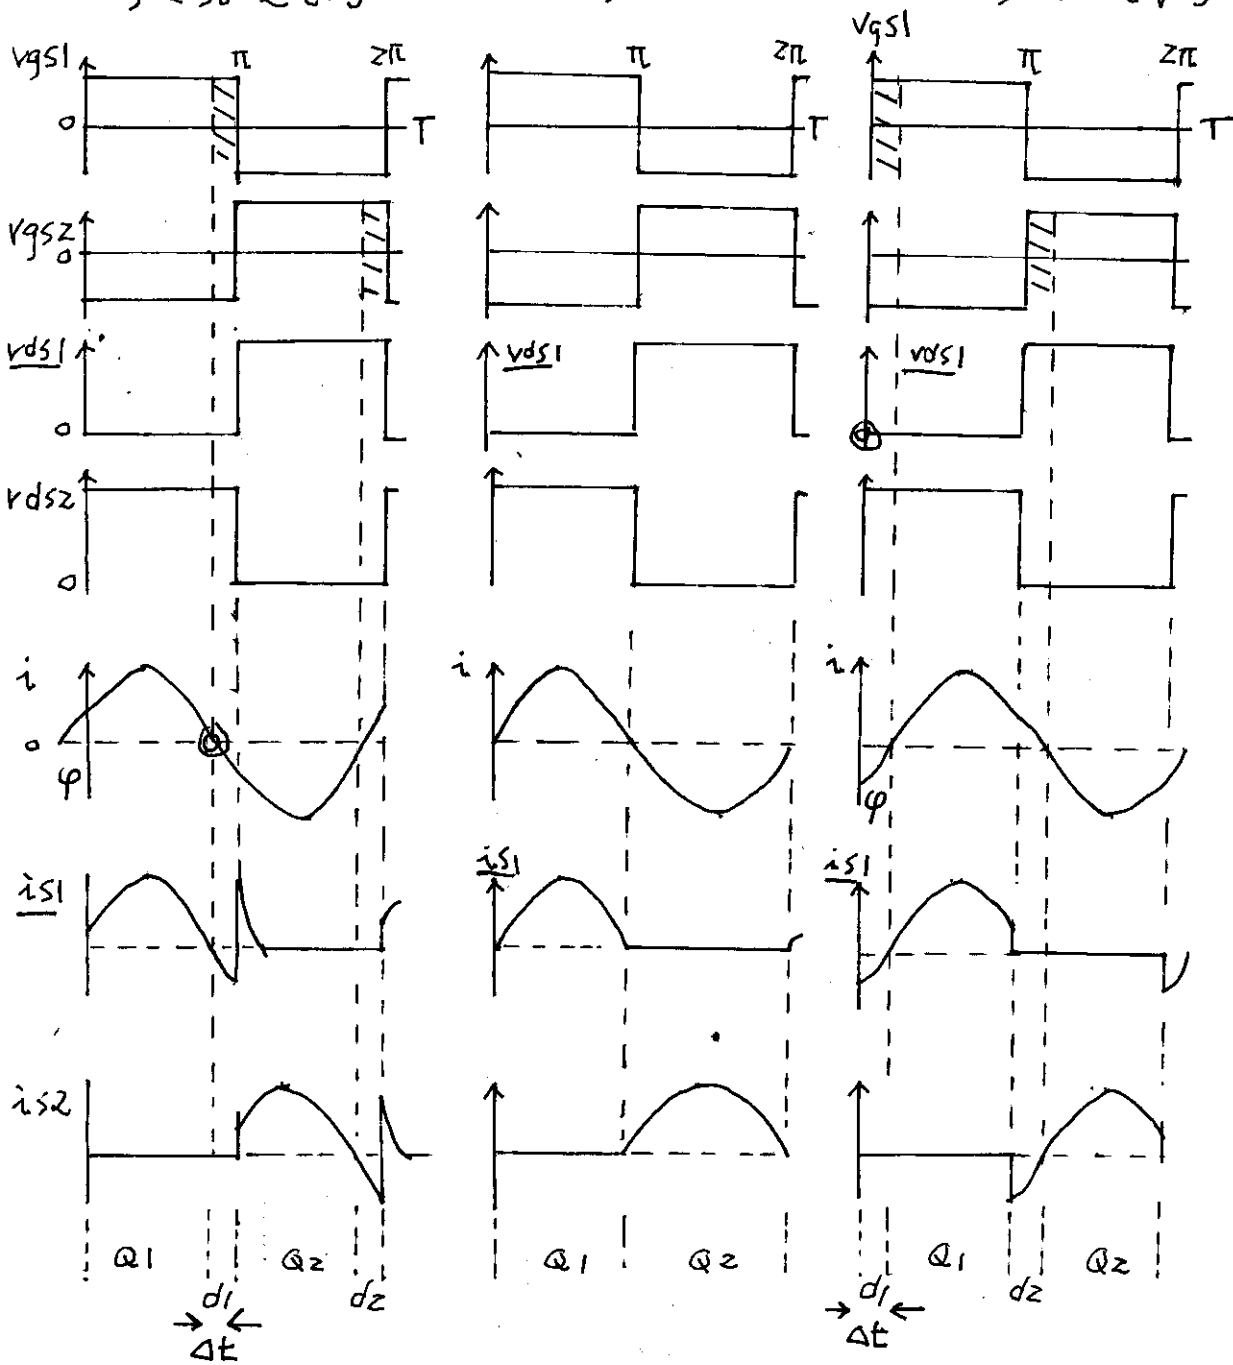 vgs1 π 2π
0 T
π 2π
T
vgs1
π 2π
T
vgs2
0
vds1
0
vds1
vds1
vds2
0
i
0
φ
i
i
φ
is1
is1
is1
is2
Q1 Q2
d1 d2
Δt
Q1 Q2
Q1 Q2
d1 d2
Δt